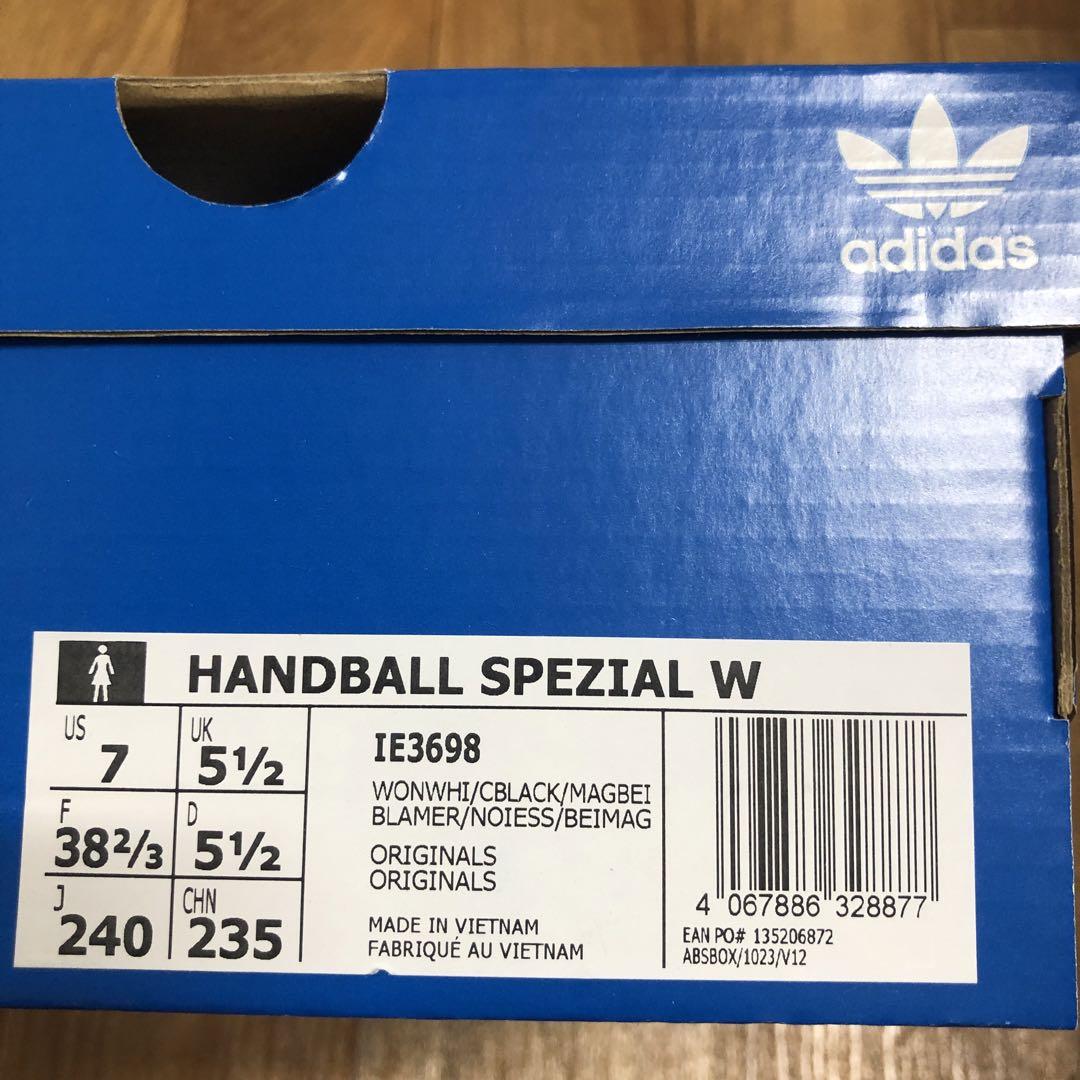 adidas
HANDBALL SPEZIAL W
US
7
UK
5½
F
38⅔
D
5½
J
240
CHN
235
IE3698
WONWHI/CBLACK/MAGBEI
BLAMER/NOIESS/BEIMAG
ORIGINALS
ORIGINALS
MADE IN VIETNAM
FABRIQUÉ AU VIETNAM
4 067886 328877
EAN PO# 135206872
ABSBOX/1023/V12